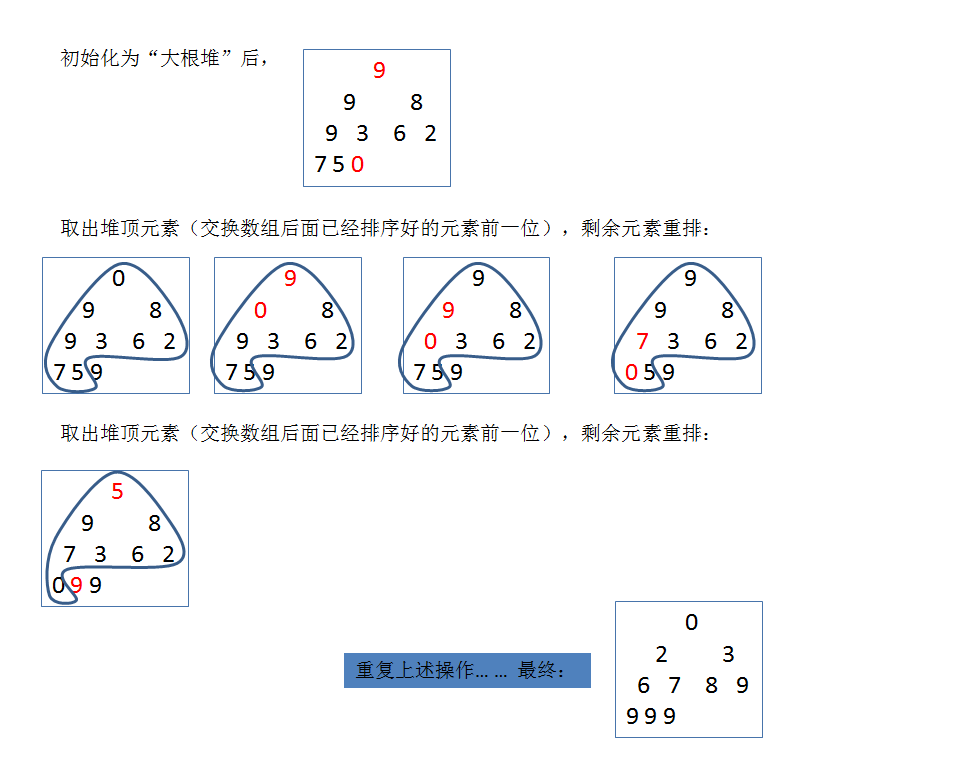 初始化为“大根堆”后，
9
9 8
9 3 6 2
7 5 0
取出堆顶元素（交换数组后面已经排序好的元素前一位），剩余元素重排：
0 9 9 9
9 8 0 8 9 8 9 8
9 3 6 2 9 3 6 2 0 3 6 2 7 3 6 2
7 5 9 7 5 9 7 5 9 0 5 9
取出堆顶元素（交换数组后面已经排序好的元素前一位），剩余元素重排：
5
9 8
7 3 6 2
0 9 9
重复上述操作... ... 最终：
0
2 3
6 7 8 9
9 9 9